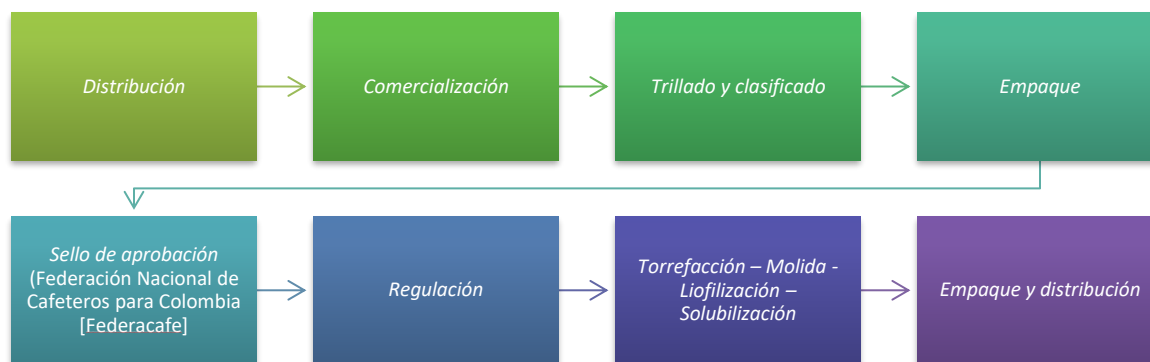 Distribución
Comercialización
Trillado y clasificado
Empaque
Sello de aprobación
(Federación Nacional de
Cafeteros para Colombia
[Federacafe]
Regulación
Torrefacción – Molida -
Liofilización –
Solubilización
Empaque y distribución